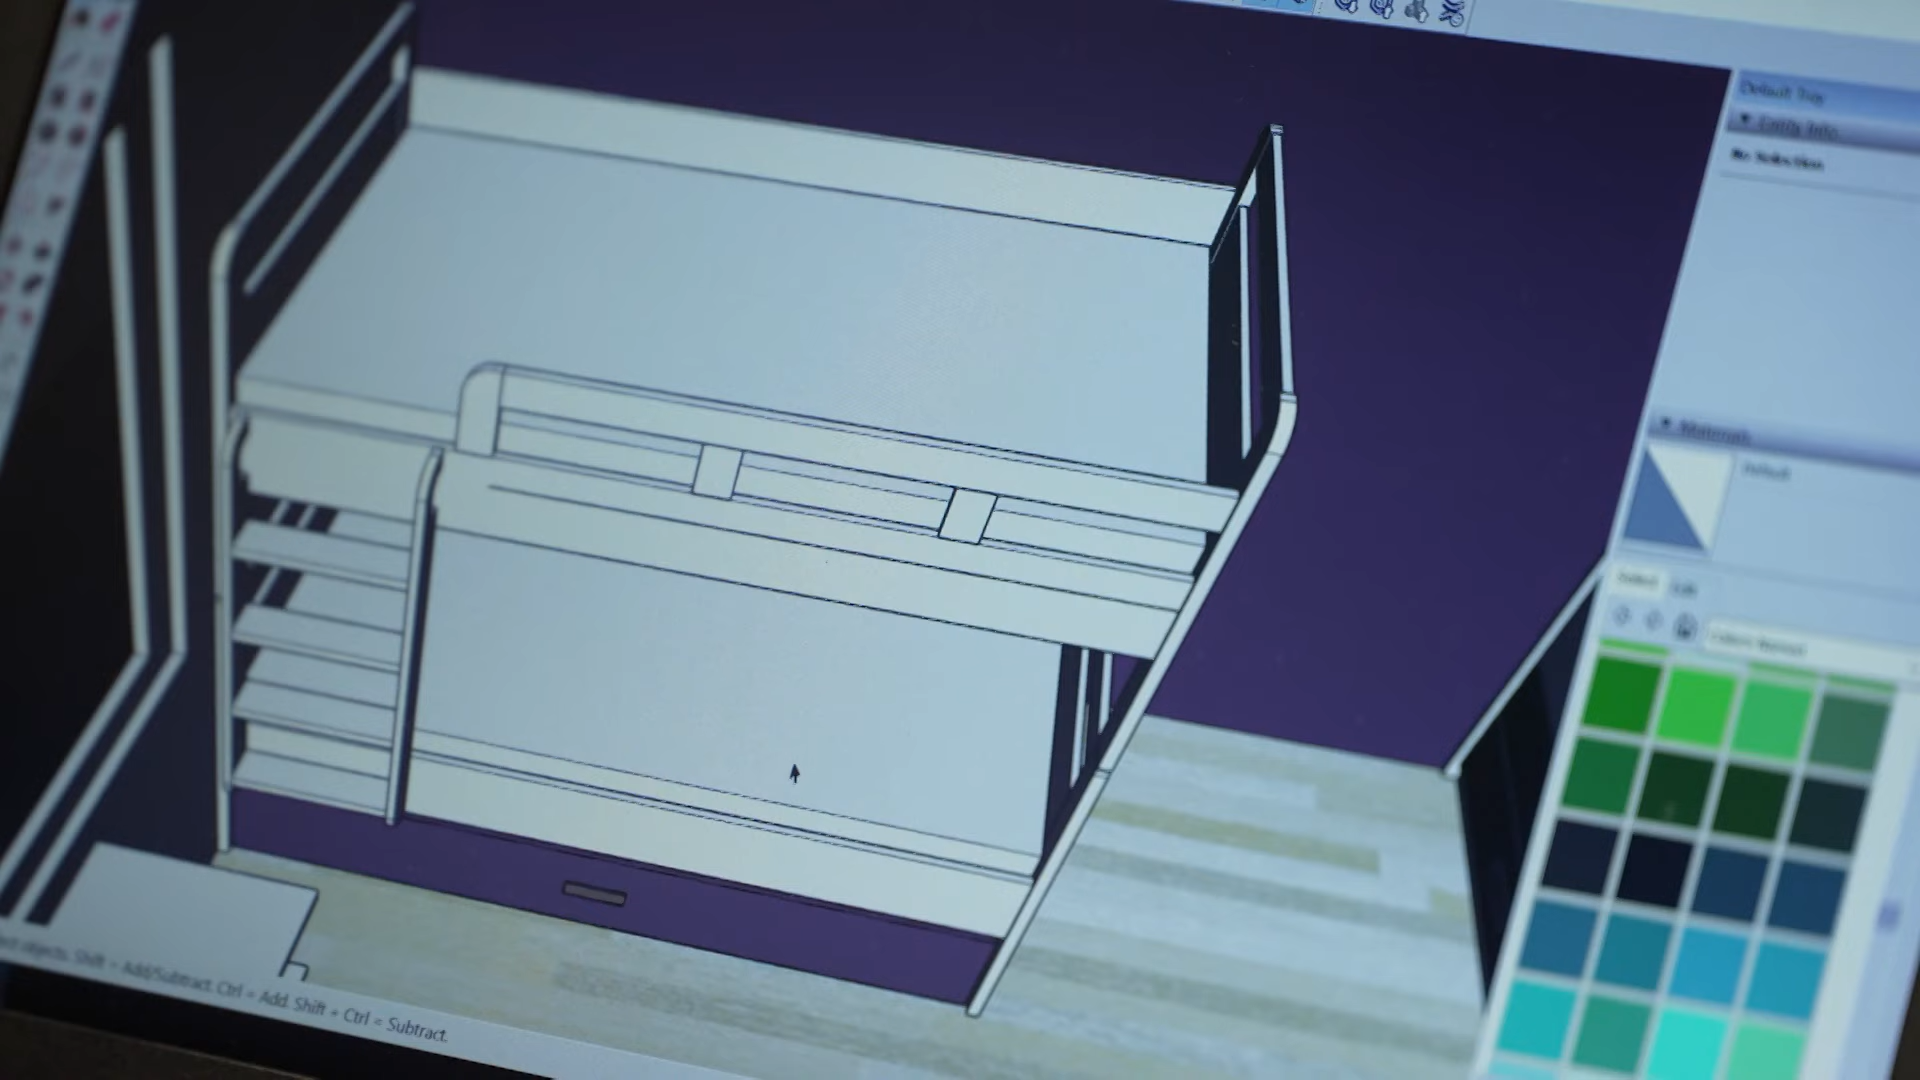 Default Tray
Entity Info
No Selection
Materials
Default
Select Edit
ect objects. Shift = Add/Subtract. Ctrl = Add. Shift + Ctrl = Subtract.